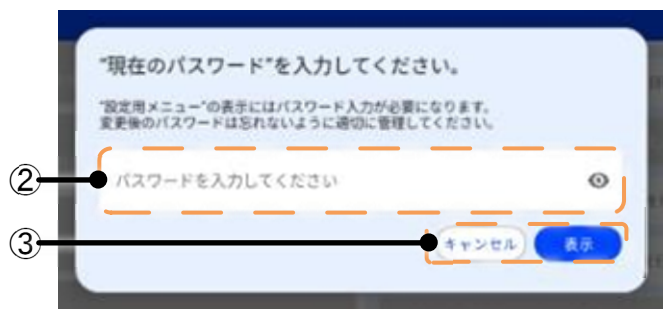 "現在のパスワード"を入力してください。
"設定用メニュー"の表示にはパスワード入力が必要になります。
変更後のパスワードは忘れないように適切に管理してください。
② パスワードを入力してください
③ キャンセル 表示